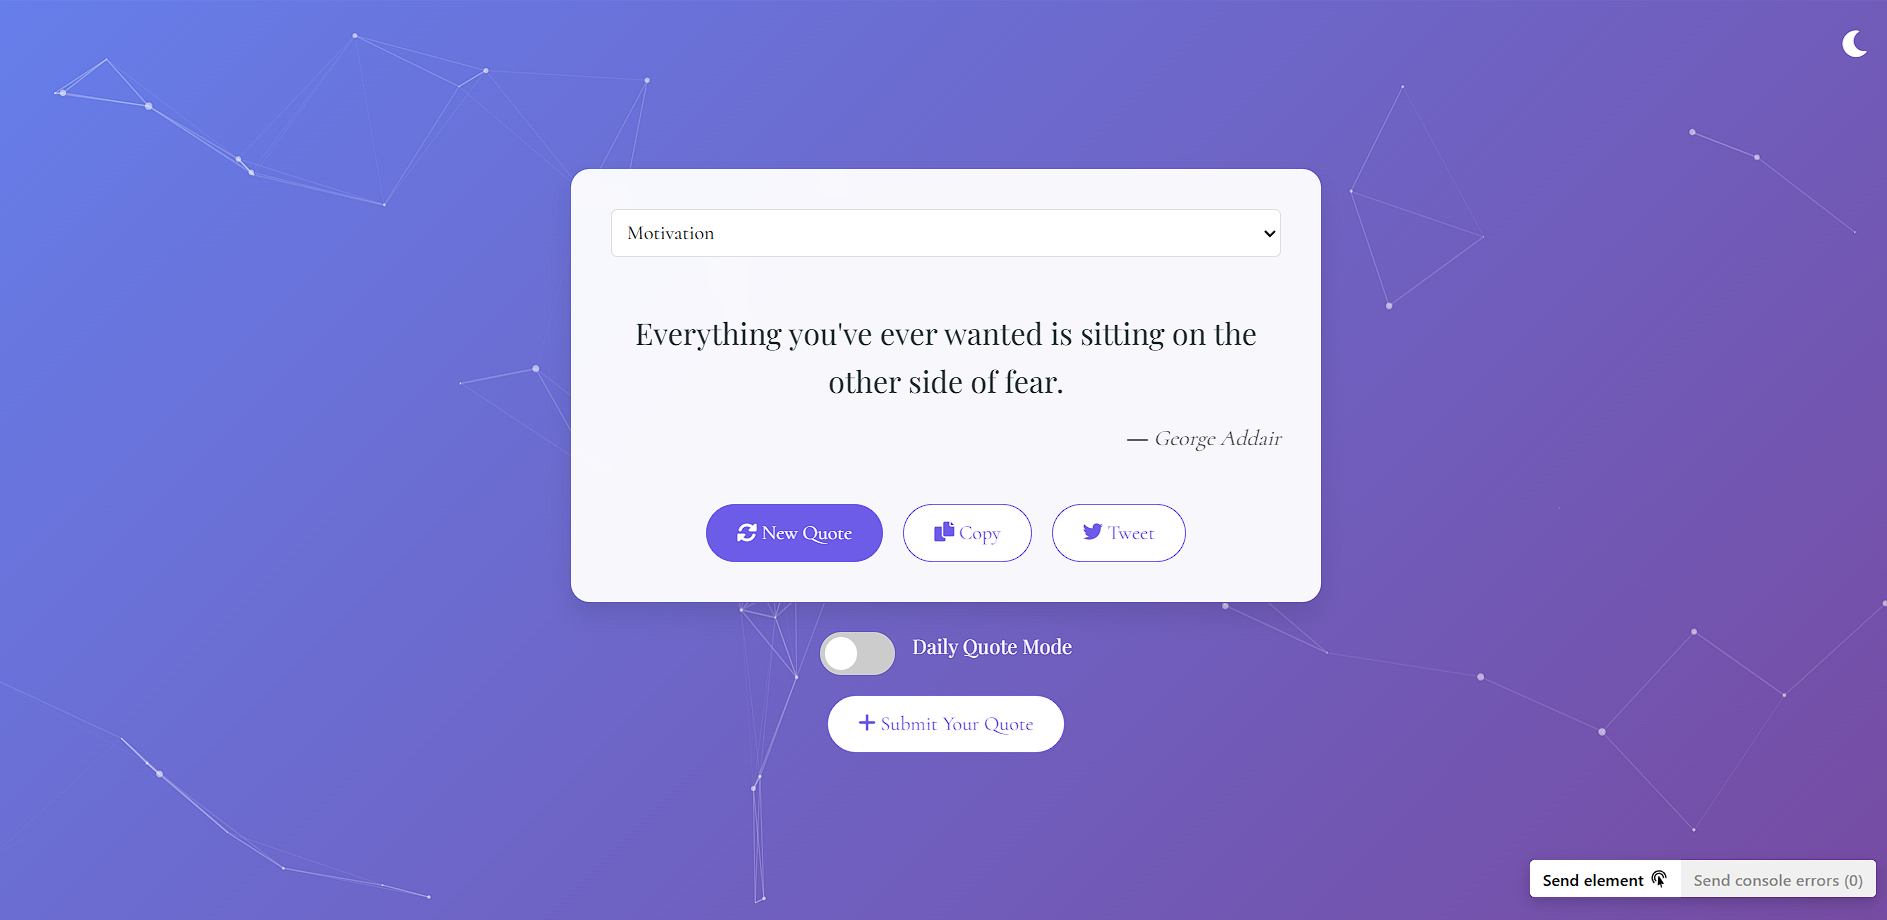 Motivation
Everything you've ever wanted is sitting on the
other side of fear.
— George Addair
New Quote
Copy
Tweet
Daily Quote Mode
Submit Your Quote
Send element
Send console errors (0)